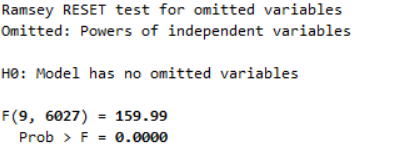 Ramsey RESET test for omitted variables
Omitted: Powers of independent variables
H0: Model has no omitted variables
F(9, 6027) = 159.99
Prob > F = 0.0000